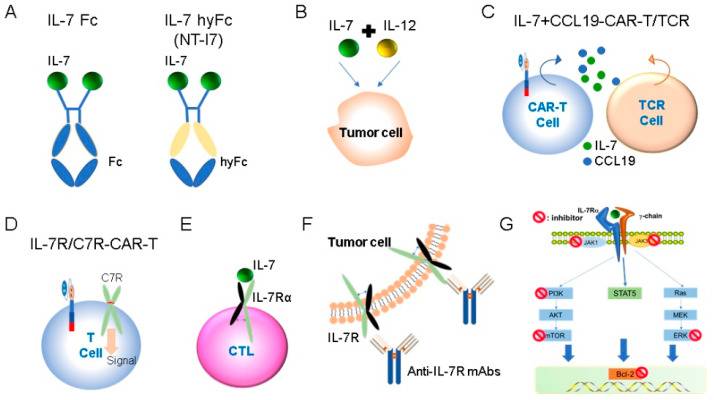 A
IL-7 Fc
IL-7 hyFc
(NT-I7)
IL-7
IL-7
Fc
hyFc
B
IL-7
IL-12
Tumor cell
C
IL-7+CCL19-CAR-T/TCR
CAR-T
Cell
TCR
Cell
IL-7
CCL19
D
IL-7R/C7R-CAR-T
C7R
T
Cell
Signal
E
IL-7
IL-7Rα
CTL
F
Tumor cell
IL-7R
Anti-IL-7R mAbs
G
: inhibitor
IL-7Rα
γ-chain
JAK1
PI3K
STAT5
Ras
AKT
MEK
mTOR
ERK
Bcl-2